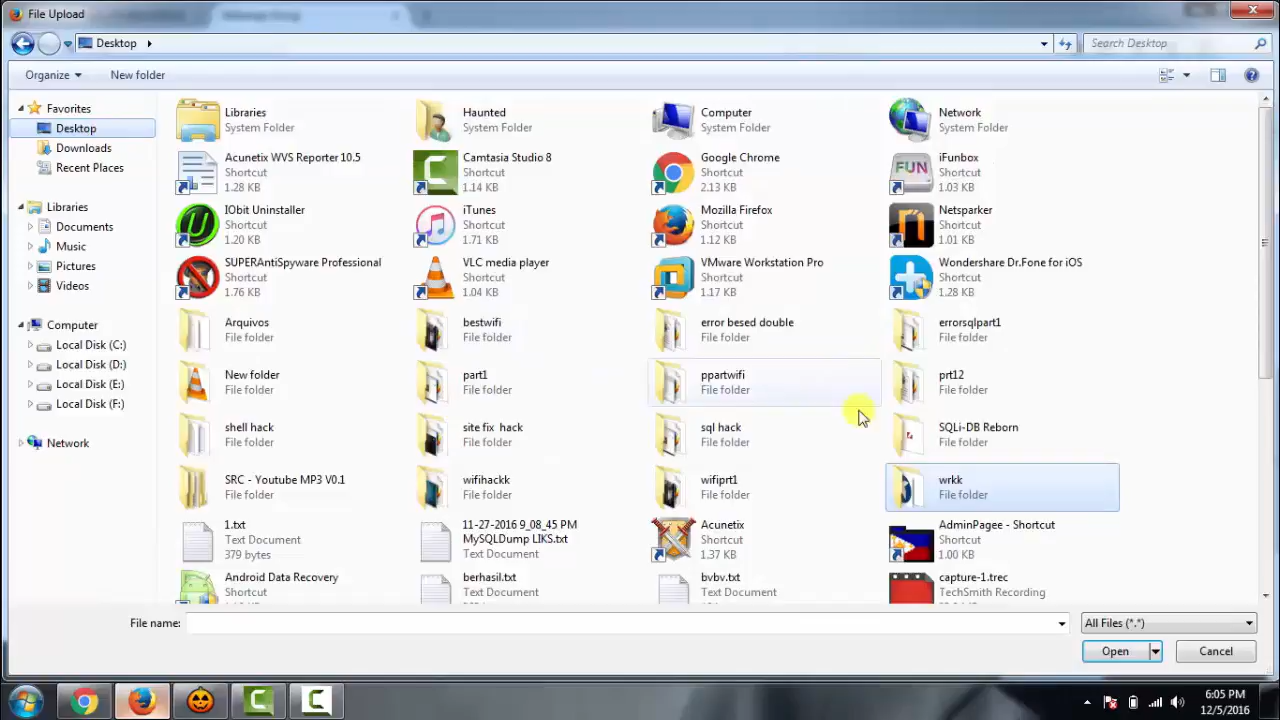 File Upload
Desktop
Search Desktop
Organize
New folder
Favorites
Desktop
Downloads
Recent Places
Libraries
Documents
Music
Pictures
Videos
Computer
Local Disk (C:)
Local Disk (D:)
Local Disk (E:)
Local Disk (F:)
Network
Libraries
System Folder
Haunted
System Folder
Computer
System Folder
Network
System Folder
Acunetix WVS Reporter 10.5
Shortcut
1.28 KB
Camtasia Studio 8
Shortcut
1.14 KB
Google Chrome
Shortcut
2.13 KB
FUN
iFunbox
Shortcut
1.03 KB
IObit Uninstaller
Shortcut
1.20 KB
iTunes
Shortcut
1.71 KB
Mozilla Firefox
Shortcut
1.12 KB
Netsparker
Shortcut
1.01 KB
SUPERAntiSpyware Professional
Shortcut
1.76 KB
VLC media player
Shortcut
1.04 KB
VMware Workstation Pro
Shortcut
1.17 KB
Wondershare Dr.Fone for iOS
Shortcut
1.28 KB
Arquivos
File folder
bestwifi
File folder
error besed double
File folder
errorsqlpart1
File folder
New folder
File folder
part1
File folder
ppartwifi
File folder
prt12
File folder
shell hack
File folder
site fix hack
File folder
sql hack
File folder
SQLi-DB Reborn
File folder
SRC - Youtube MP3 V0.1
File folder
wifihackk
File folder
wifiprt1
File folder
wrkk
File folder
1.txt
Text Document
379 bytes
11-27-2016 9_08_45 PM
MySQLDump LIKS.txt
Text Document
Acunetix
Shortcut
1.37 KB
AdminPagee - Shortcut
Shortcut
1.00 KB
Android Data Recovery
Shortcut
berhasil.txt
Text Document
bvbv.txt
Text Document
capture-1.trec
TechSmith Recording
File name:
All Files (*.*)
Open
Cancel
6:05 PM
12/5/2016